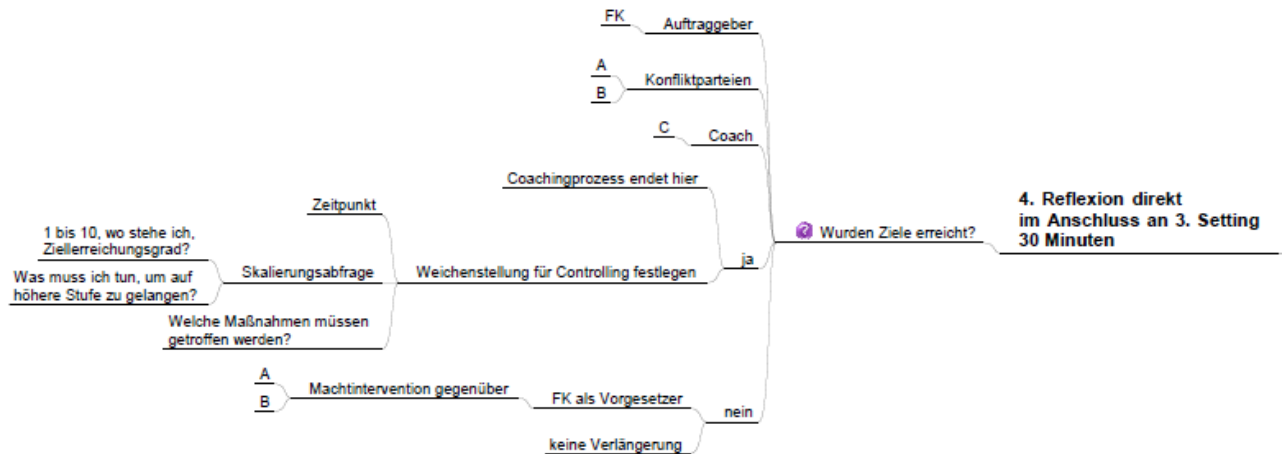 4. Reflexion direkt
im Anschluss an 3. Setting
30 Minuten
Wurden Ziele erreicht?
Auftraggeber
FK
Konfliktparteien
A
B
Coach
C
ja
Coachingprozess endet hier
Weichenstellung für Controlling festlegen
Zeitpunkt
Skalierungsabfrage
1 bis 10, wo stehe ich,
Ziellerreichungsgrad?
Was muss ich tun, um auf
höhere Stufe zu gelangen?
Welche Maßnahmen müssen
getroffen werden?
nein
FK als Vorgesetzer
Machtintervention gegenüber
A
B
keine Verlängerung